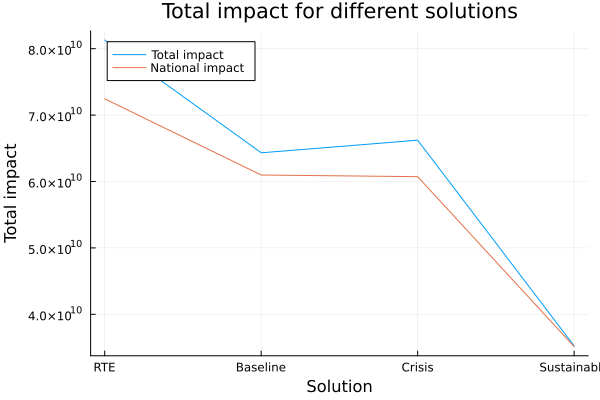 Total impact for different solutions
Total impact
National impact
8.0×10¹⁰
7.0×10¹⁰
6.0×10¹⁰
5.0×10¹⁰
4.0×10¹⁰
Total impact
RTE Baseline Crisis Sustainabl
Solution